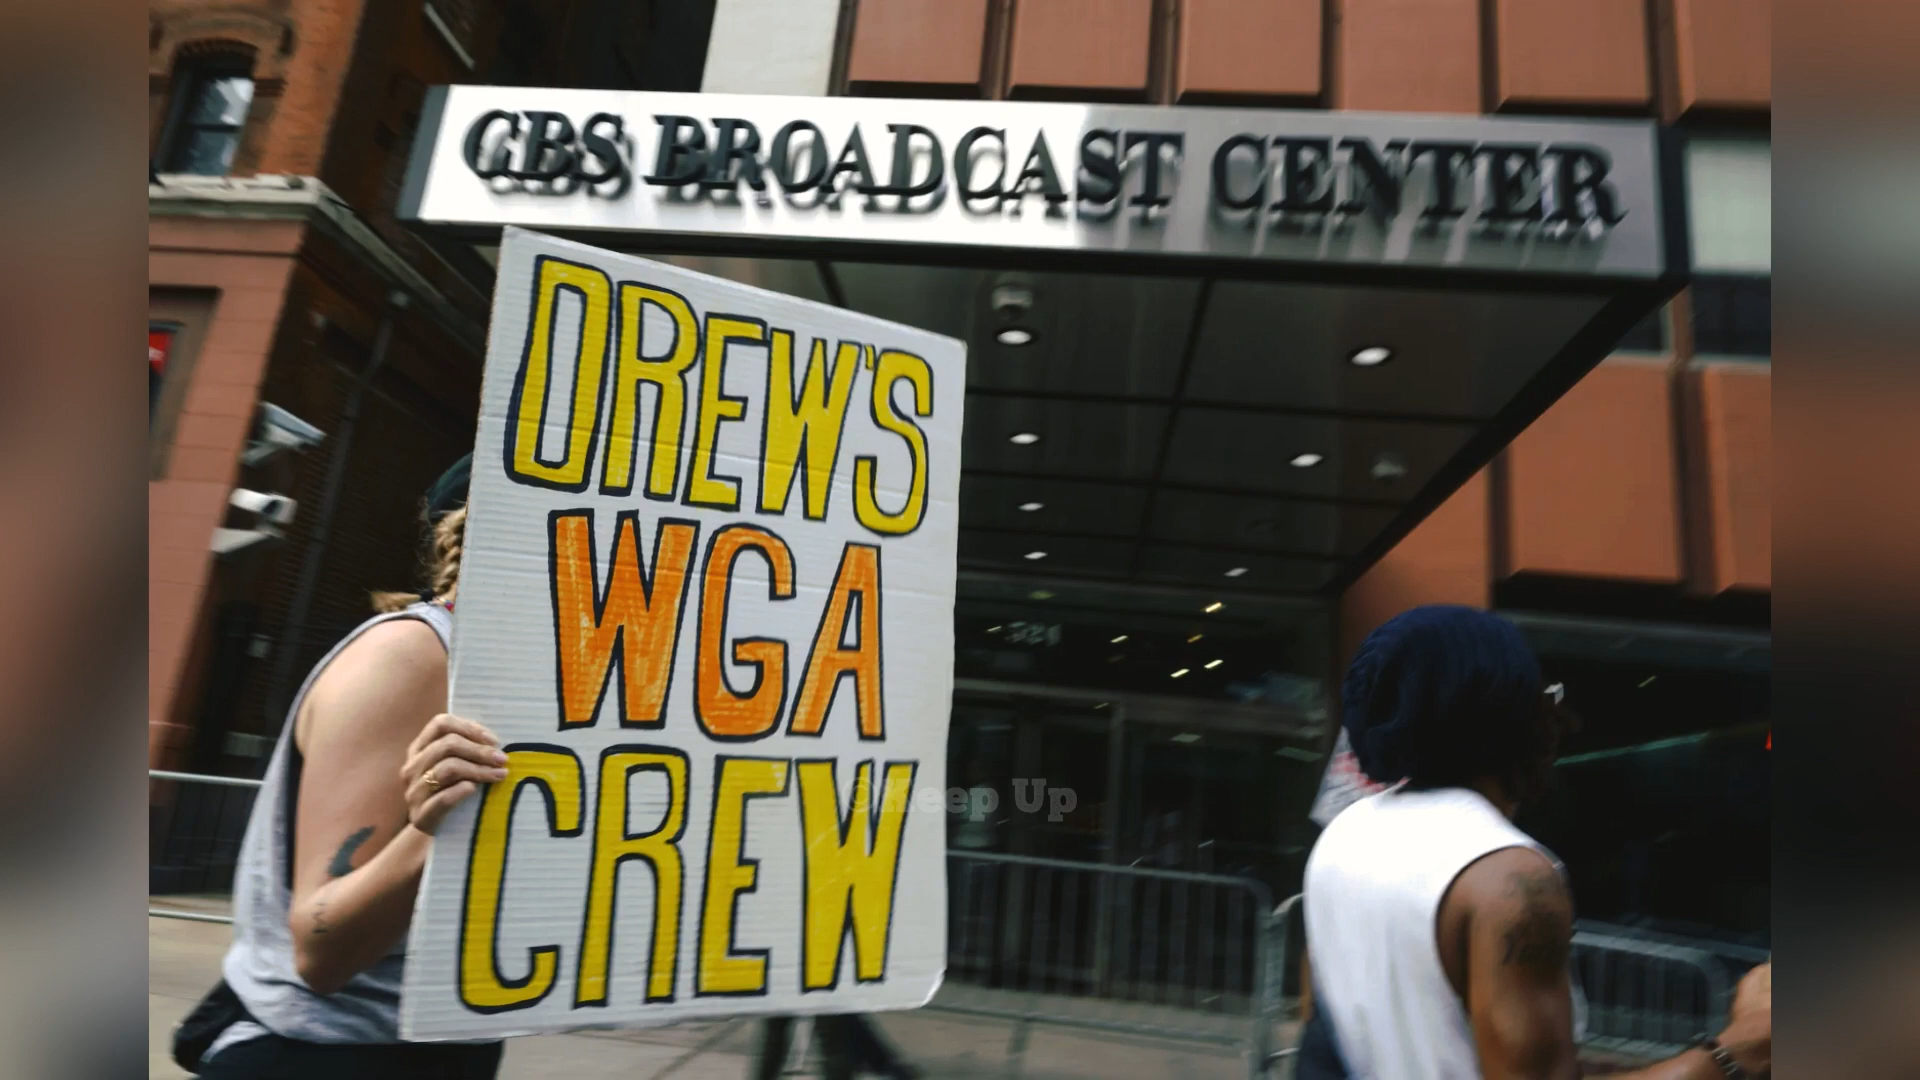 CBS BROADCAST CENTER
DREW'S
WGA
CREW
©Keep Up